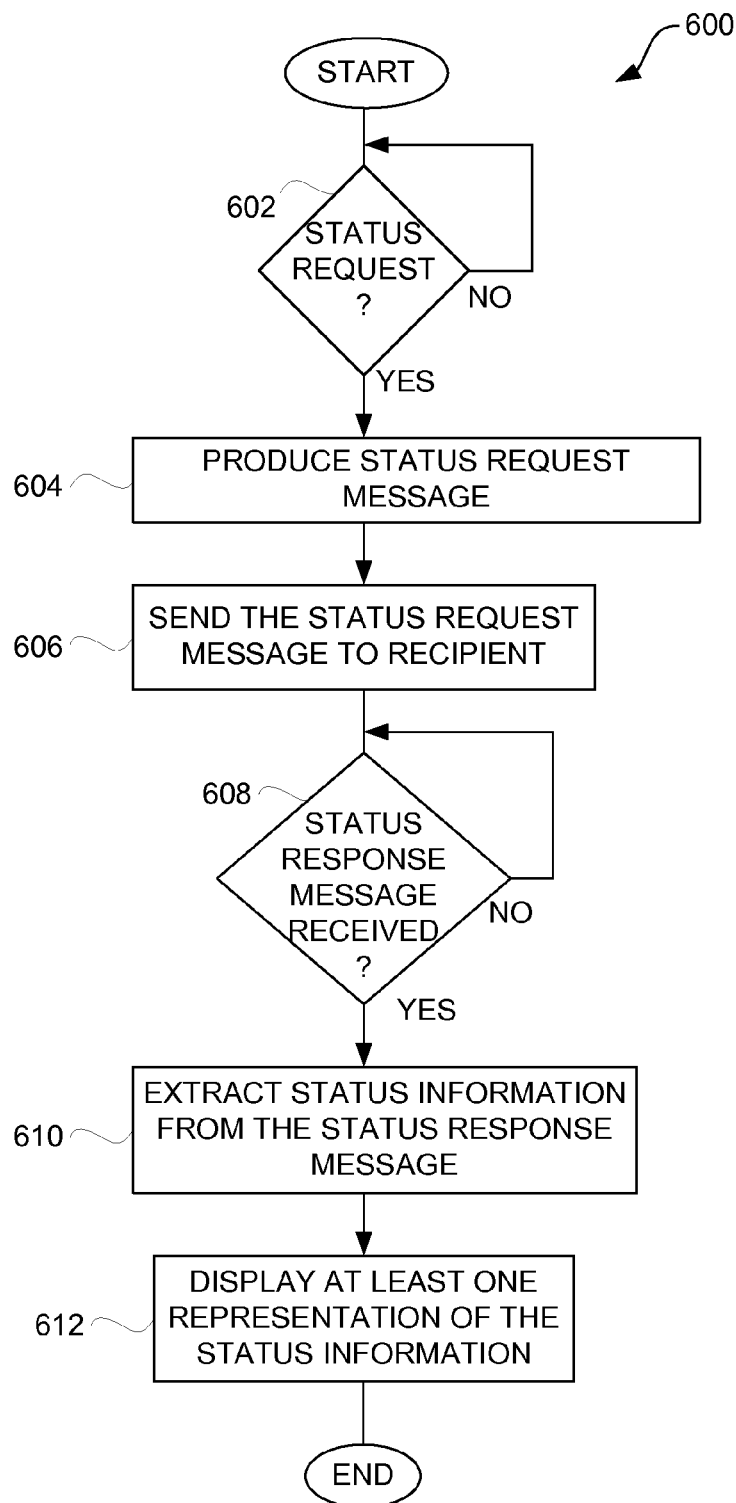 600
START
602
STATUS
REQUEST
?
NO
YES
604
PRODUCE STATUS REQUEST
MESSAGE
606
SEND THE STATUS REQUEST
MESSAGE TO RECIPIENT
608
STATUS
RESPONSE
MESSAGE
RECEIVED
?
NO
YES
610
EXTRACT STATUS INFORMATION
FROM THE STATUS RESPONSE
MESSAGE
612
DISPLAY AT LEAST ONE
REPRESENTATION OF THE
STATUS INFORMATION
END